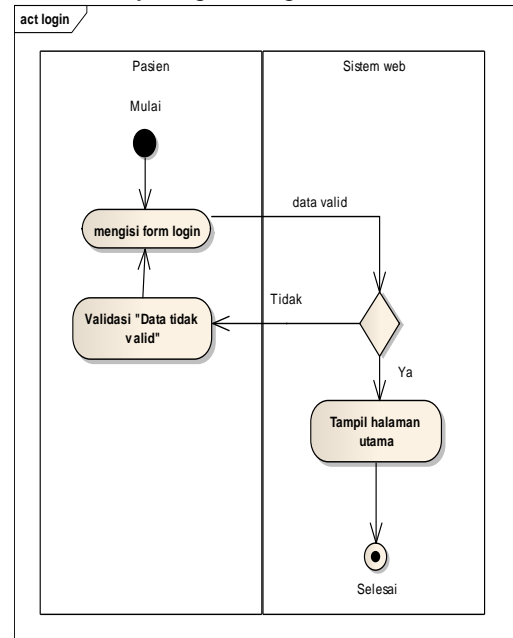 act login
Pasien
Sistem web
Mulai
data valid
mengisi form login
Tidak
Validasi "Data tidak
valid"
Ya
Tampil halaman
utama
Selesai